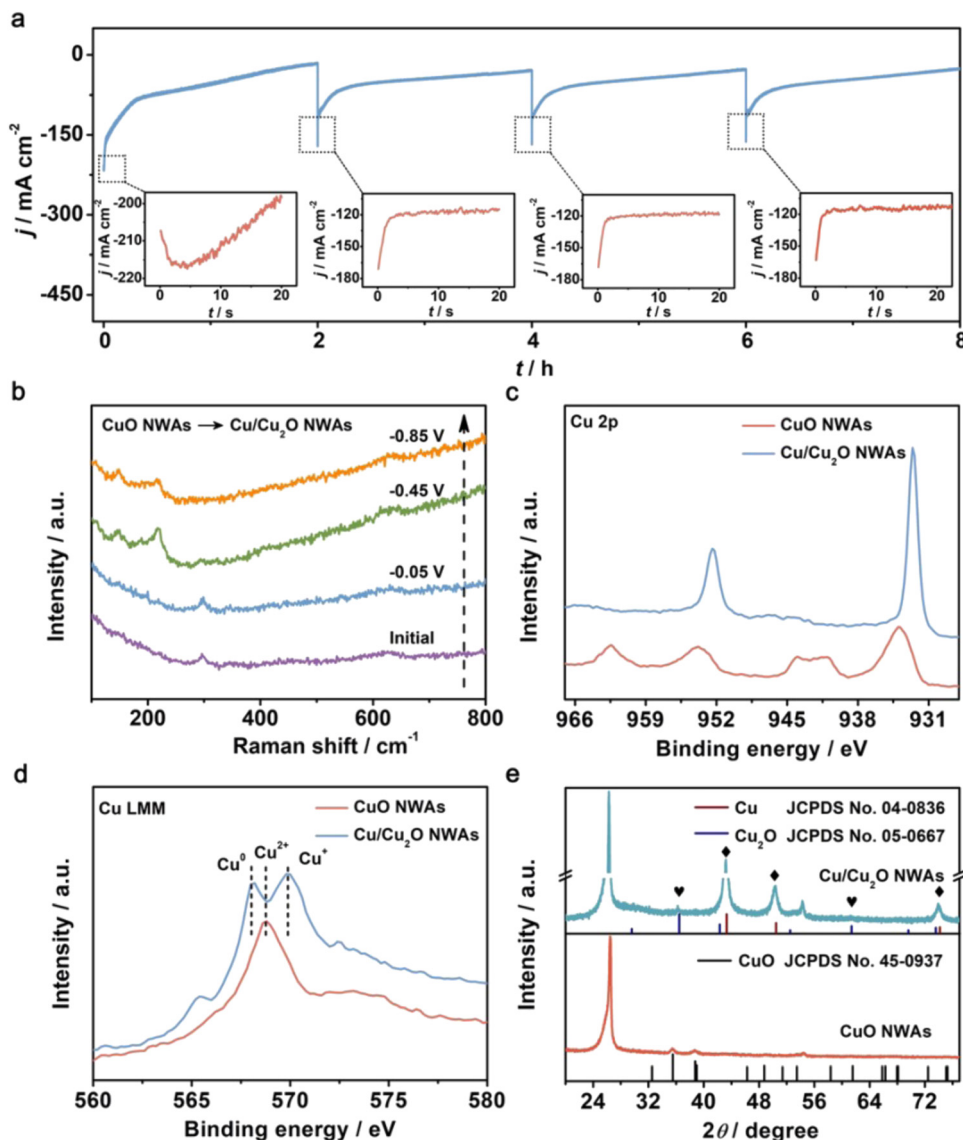 a
0
-150
-300
-450
j / mA cm⁻²
-200
-210
-220
j / mA cm⁻²
0 10 20
t / s
-120
-150
-180
j / mA cm⁻²
0 10 20
t / s
-120
-150
-180
j / mA cm⁻²
0 10 20
t / s
-120
-150
-180
j / mA cm⁻²
0 10 20
t / s
0 2 4 6 8
t / h
b
CuO NWAs → Cu/Cu₂O NWAs
-0.85 V
-0.45 V
-0.05 V
Initial
Intensity / a.u.
200 400 600 800
Raman shift / cm⁻¹
c
Cu 2p
CuO NWAs
Cu/Cu₂O NWAs
Intensity / a.u.
966 959 952 945 938 931
Binding energy / eV
d
Cu LMM
CuO NWAs
Cu/Cu₂O NWAs
Cu⁰ Cu²⁺ Cu⁺
Intensity / a.u.
560 565 570 575 580
Binding energy / eV
e
Cu JCPDS No. 04-0836
Cu₂O JCPDS No. 05-0667
Cu/Cu₂O NWAs
CuO JCPDS No. 45-0937
CuO NWAs
Intensity / a.u.
24 32 40 48 56 64 72
2θ / degree